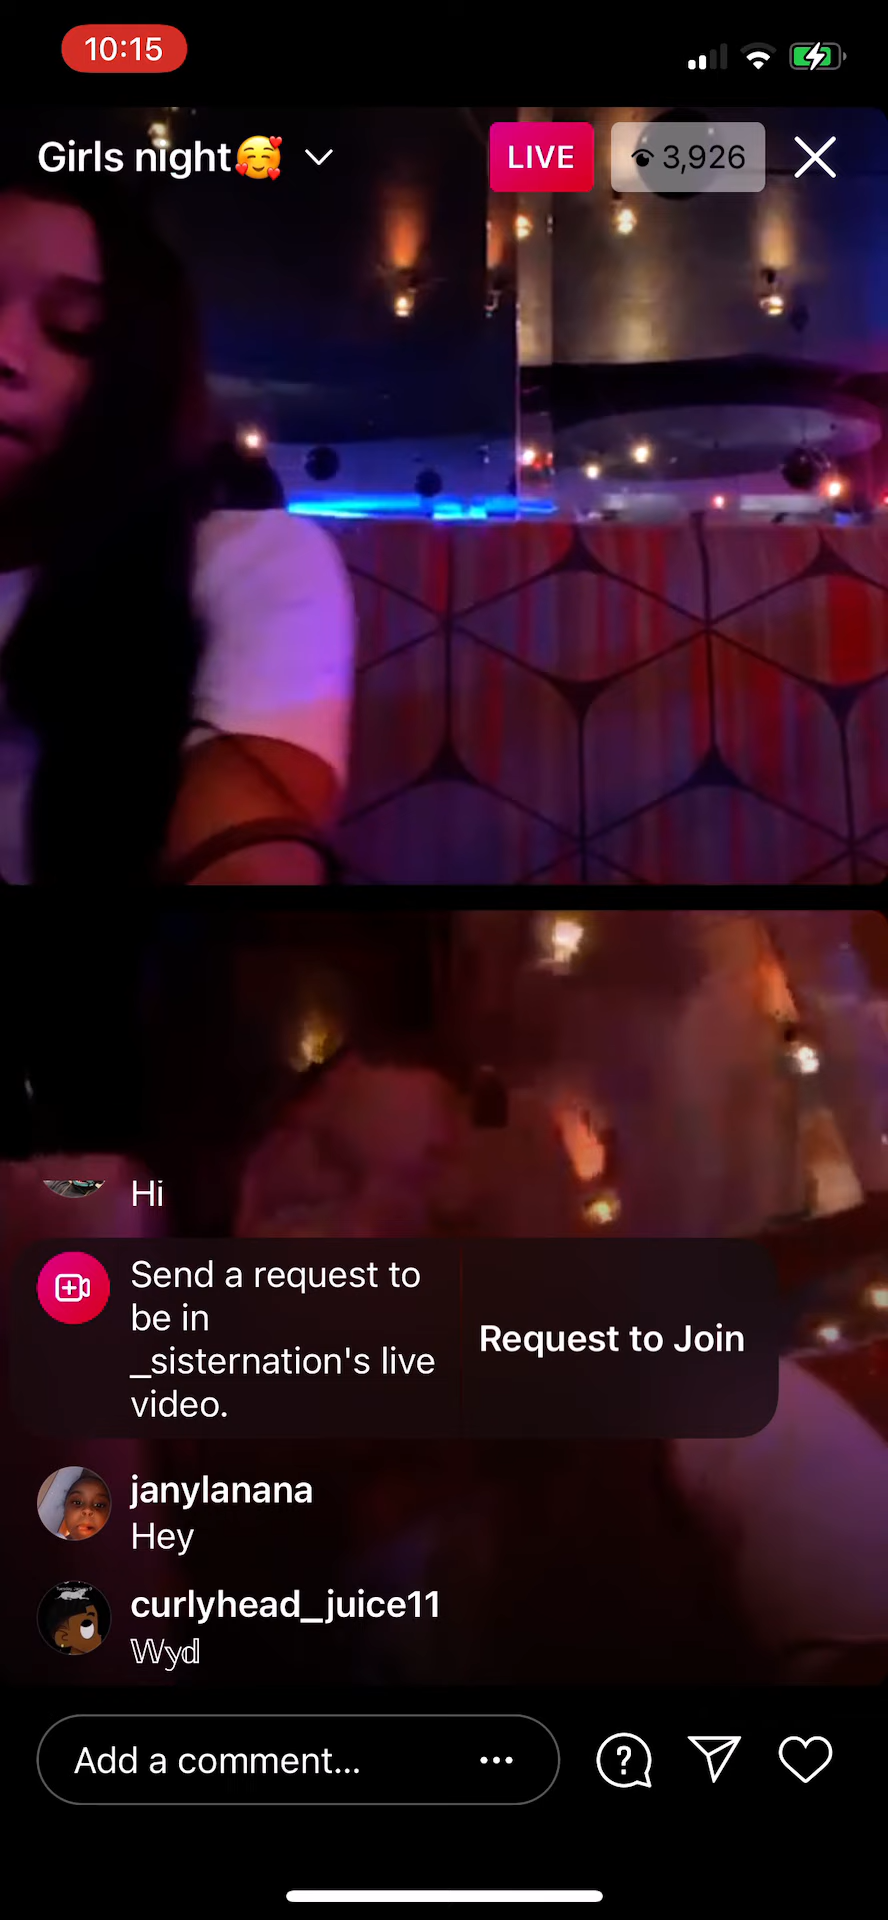 10:15
Girls night🥰
LIVE
3,926
Hi
Send a request to
be in
_sisternation's live
video.
Request to Join
janylanana
Hey
curlyhead_juice11
𝕎𝕪𝕕
Add a comment...